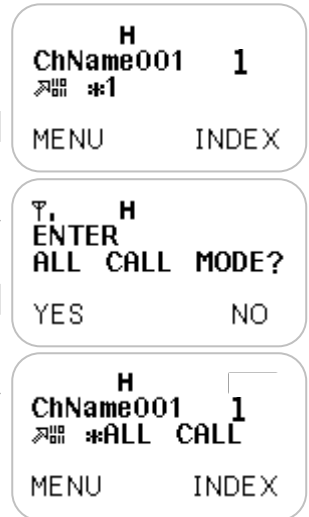 H
ChName001 1
*1
MENU INDEX
H
ENTER
ALL CALL MODE?
YES NO
H
ChName001 1
*ALL CALL
MENU INDEX